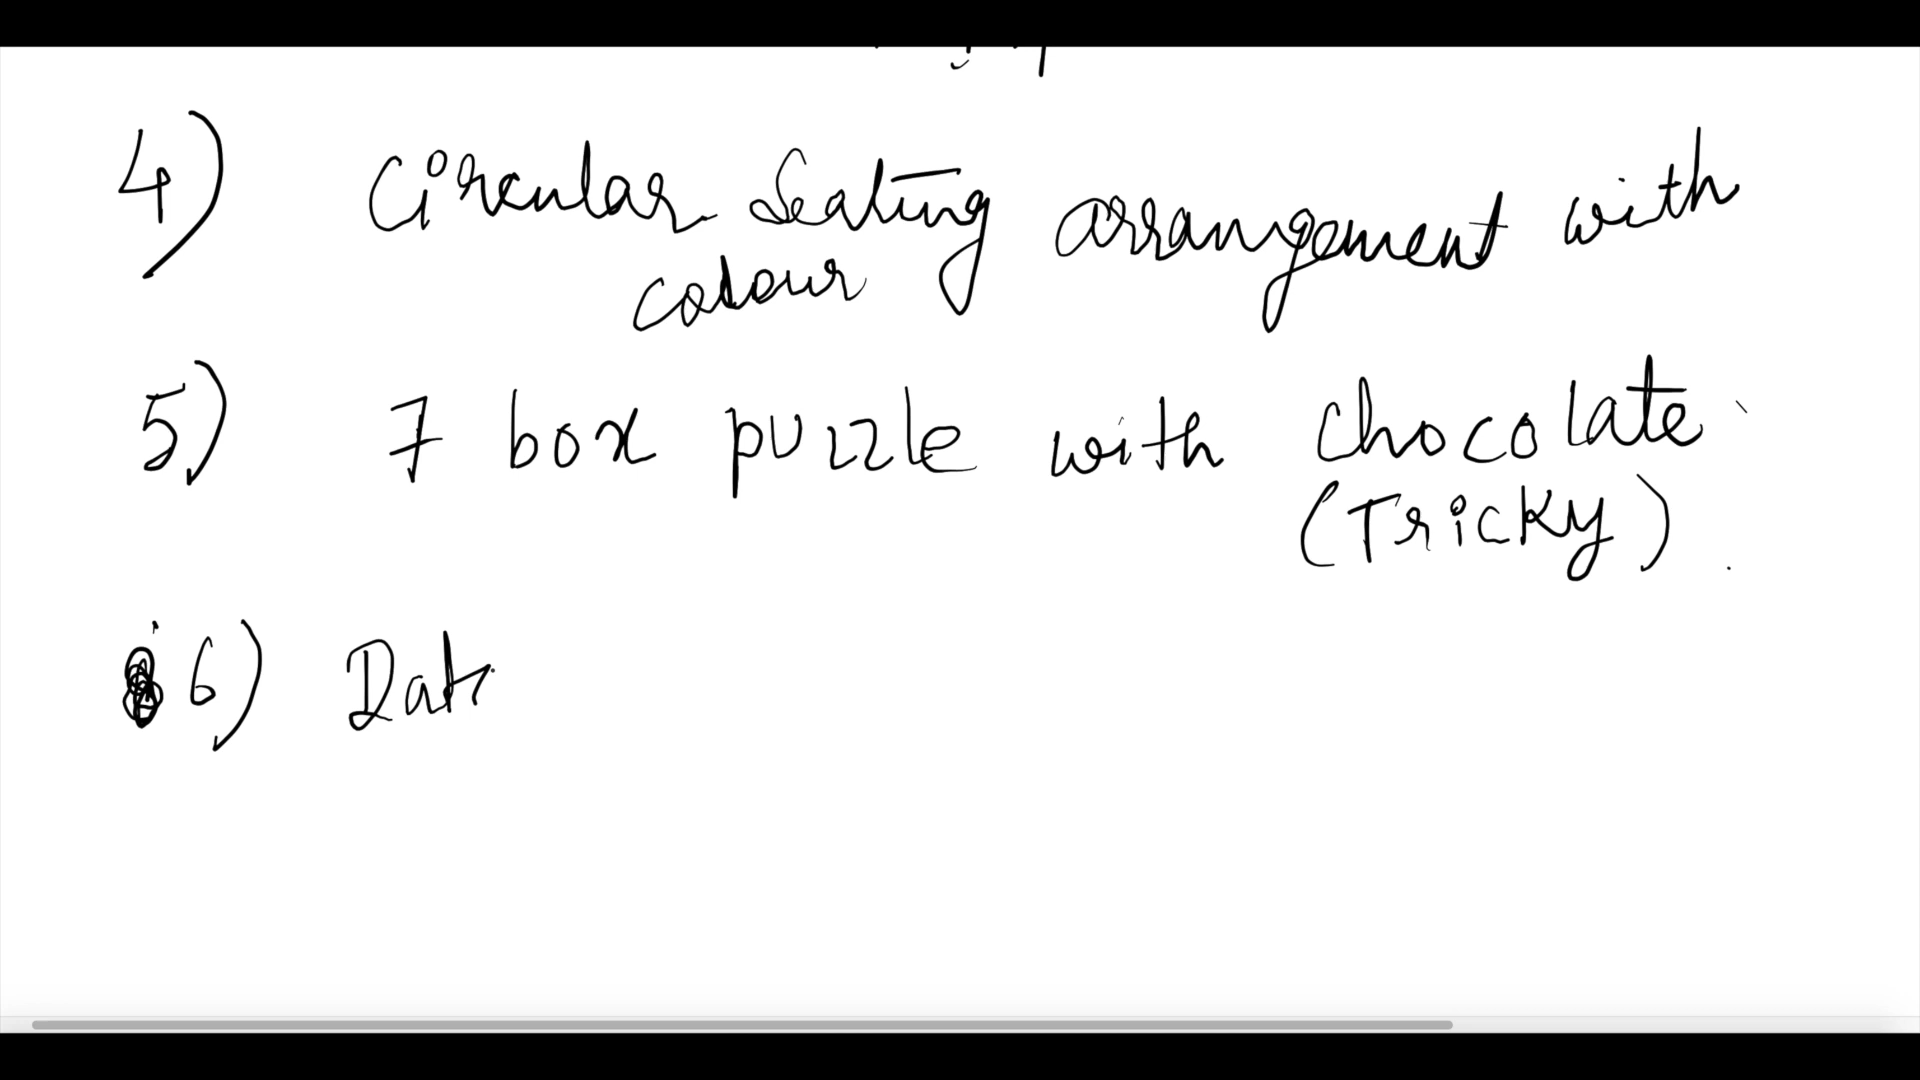 4) Circular Seating arrangement with
colour
5) 7 box puzzle with chocolate
(Tricky)
6) Dat